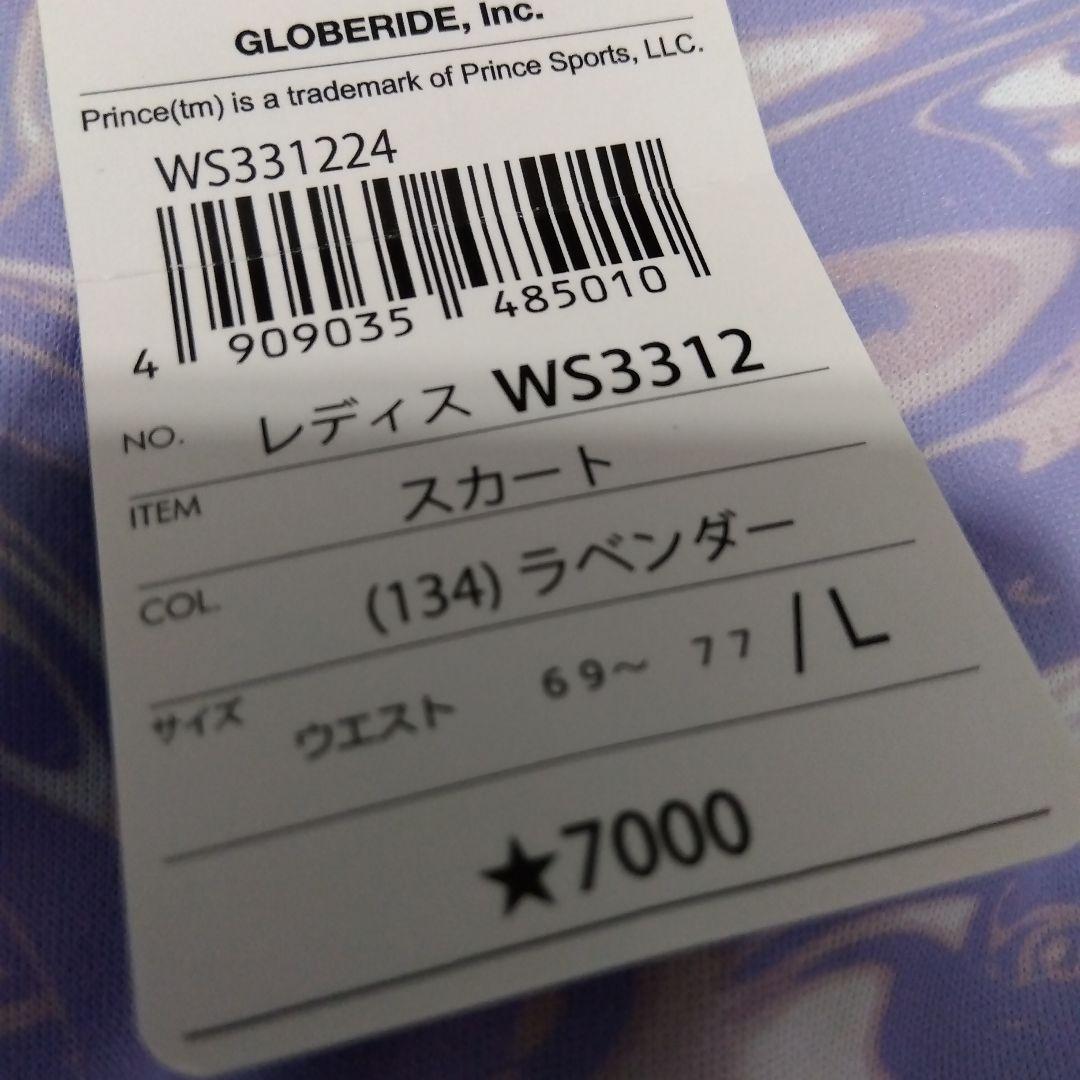 GLOBERIDE, Inc.
Prince(tm) is a trademark of Prince Sports, LLC.
WS331224
4 909035 485010
NO. レディス WS3312
ITEM スカート
COL. (134) ラベンダー
サイズ ウエスト 69～ 77 / L
★7000